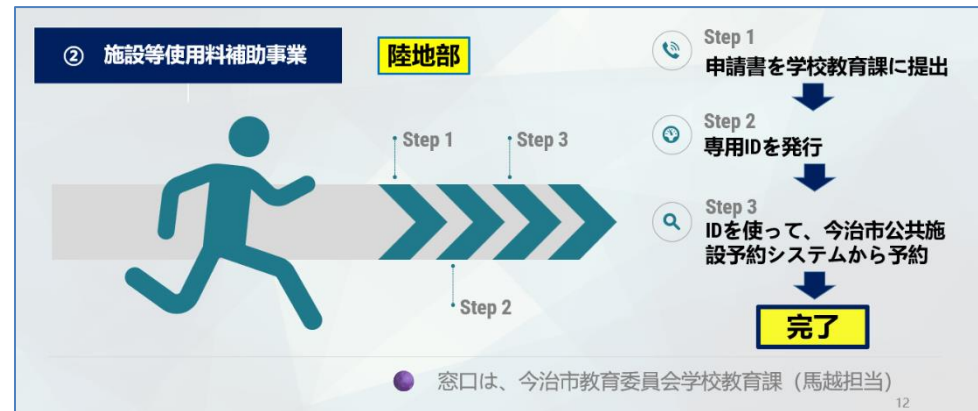 ② 施設等使用料補助事業
陸地部
Step 1
Step 3
Step 2
Step 1
申請書を学校教育課に提出
Step 2
専用IDを発行
Step 3
IDを使って、今治市公共施
設予約システムから予約
完了
窓口は、今治市教育委員会学校教育課（馬越担当）
12